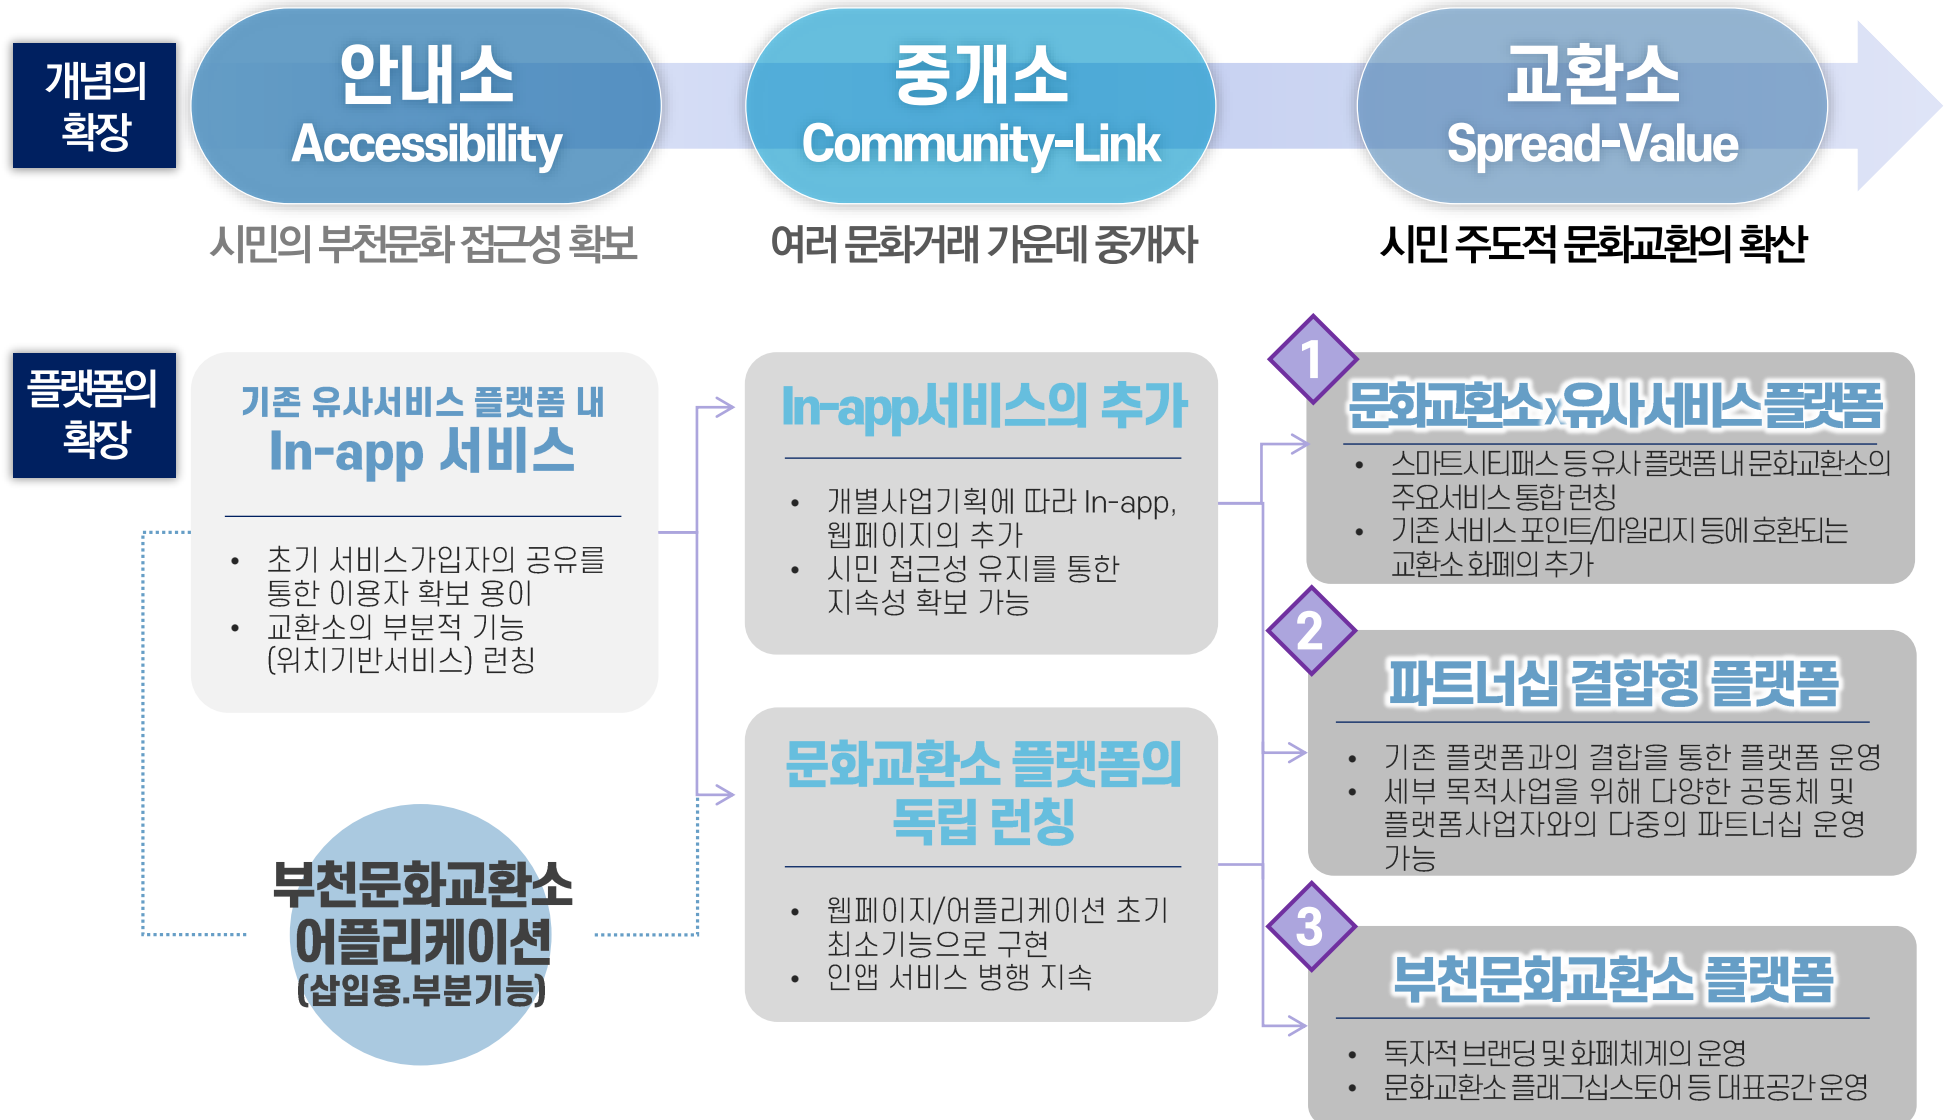 개념의
확장
안내소
Accessibility
중개소
Community-Link
교환소
Spread-Value
시민의 부천문화 접근성 확보
여러 문화거래 가운데 중개자
시민 주도적 문화교환의 확산
플랫폼의
확장
기존 유사서비스 플랫폼 내
In-app 서비스
• 초기 서비스가입자의 공유를
통한 이용자 확보 용이
• 교환소의 부분적 기능
(위치기반서비스) 런칭
부천문화교환소
어플리케이션
(삽입용.부분기능)
In-app서비스의 추가
• 개별사업기획에 따라 In-app,
웹페이지의 추가
• 시민 접근성 유지를 통한
지속성 확보 가능
문화교환소 플랫폼의
독립 런칭
• 웹페이지/어플리케이션 초기
최소기능으로 구현
• 인앱 서비스 병행 지속
1
문화교환소x유사서비스플랫폼
• 스마트시티패스 등 유사 플랫폼 내 문화교환소의
주요서비스 통합 런칭
• 기존 서비스 포인트/마일리지 등에 호환되는
교환소 화폐의 추가
2
파트너십 결합형 플랫폼
• 기존 플랫폼과의 결합을 통한 플랫폼 운영
• 세부 목적사업을 위해 다양한 공동체 및
플랫폼사업자와의 다중의 파트너십 운영
가능
3
부천문화교환소 플랫폼
• 독자적 브랜딩 및 화폐체계의 운영
• 문화교환소 플래그십스토어 등 대표공간 운영